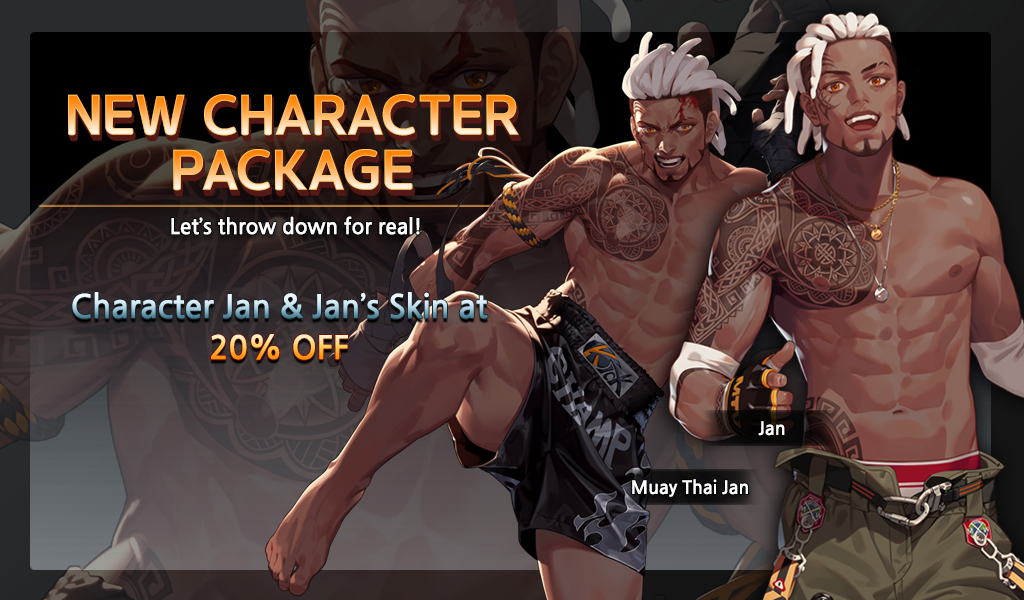 NEW CHARACTER
PACKAGE
Let's throw down for real!
Character Jan & Jan's Skin at
20% OFF
Jan
Muay Thai Jan